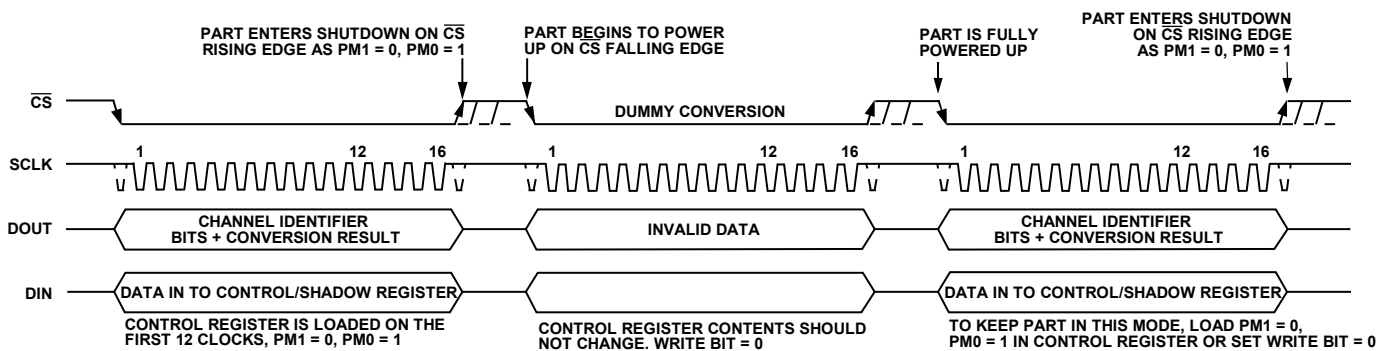 PART ENTERS SHUTDOWN ON CS
RISING EDGE AS PM1 = 0, PM0 = 1
PART BEGINS TO POWER
UP ON CS FALLING EDGE
PART IS FULLY
POWERED UP
PART ENTERS SHUTDOWN
ON CS RISING EDGE
AS PM1 = 0, PM0 = 1
CS
DUMMY CONVERSION
SCLK
1 12 16 1 12 16 1 12 16
DOUT
CHANNEL IDENTIFIER
BITS + CONVERSION RESULT
INVALID DATA
CHANNEL IDENTIFIER
BITS + CONVERSION RESULT
DIN
DATA IN TO CONTROL/SHADOW REGISTER
DATA IN TO CONTROL/SHADOW REGISTER
CONTROL REGISTER IS LOADED ON THE
FIRST 12 CLOCKS, PM1 = 0, PM0 = 1
CONTROL REGISTER CONTENTS SHOULD
NOT CHANGE, WRITE BIT = 0
TO KEEP PART IN THIS MODE, LOAD PM1 = 0,
PM0 = 1 IN CONTROL REGISTER OR SET WRITE BIT = 0